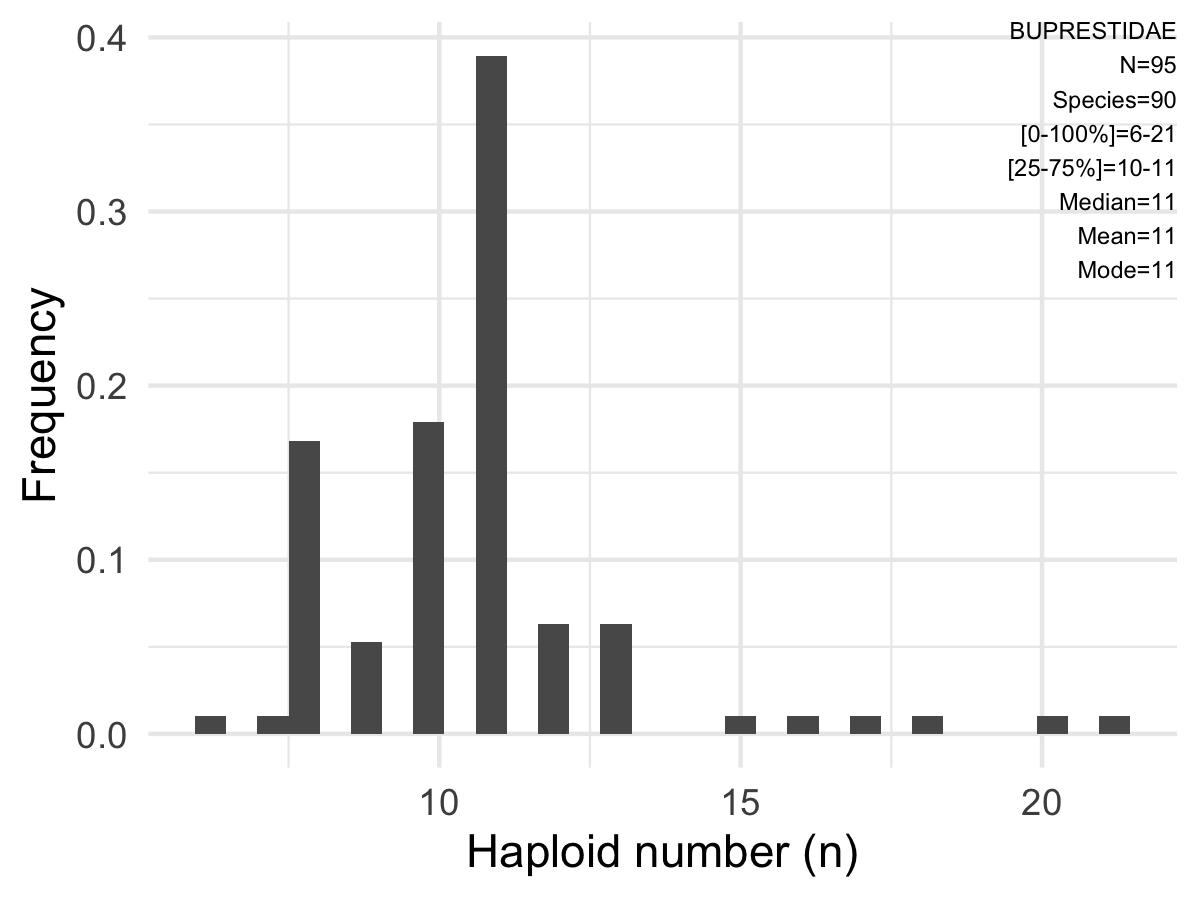 BUPRESTIDAE
N=95
Species=90
[0-100%]=6-21
[25-75%]=10-11
Median=11
Mean=11
Mode=11
0.4
0.3
0.2
0.1
0.0
Frequency
10 15 20
Haploid number (n)